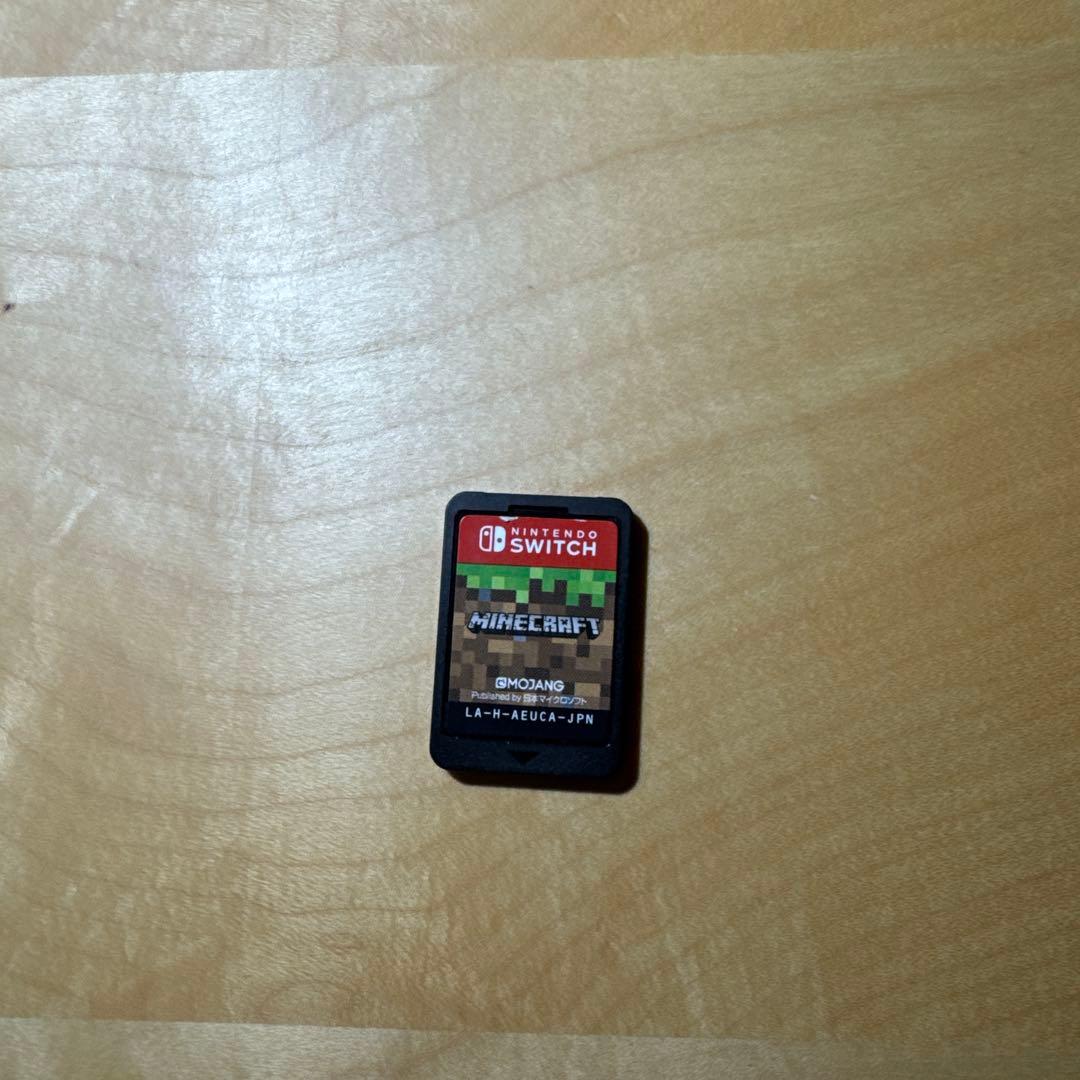 NINTENDO
SWITCH
MINECRAFT
MOJANG
Published by 日本マイクロソフト
LA-H-AEUCA-JPN